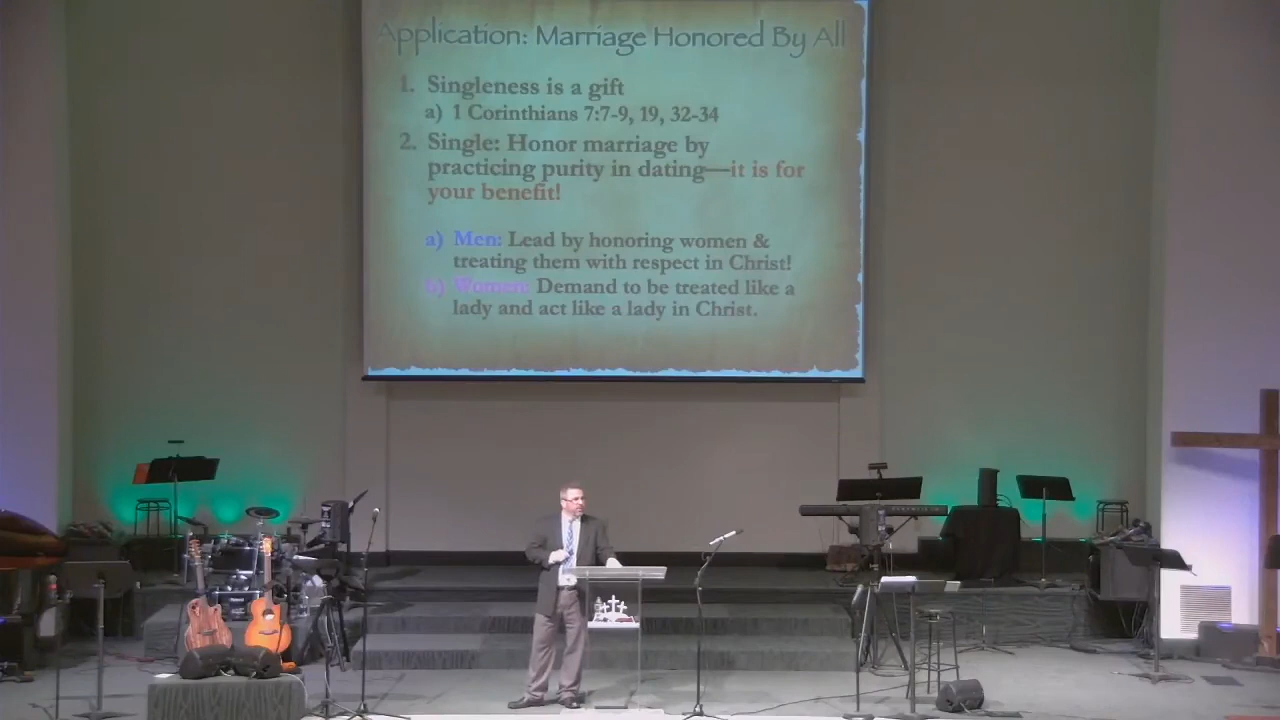 Application: Marriage Honored By All
1. Singleness is a gift
a) 1 Corinthians 7:7-9, 19, 32-34
2. Single: Honor marriage by
practicing purity in dating—it is for
your benefit!
a) Men: Lead by honoring women &
treating them with respect in Christ!
b) Women: Demand to be treated like a
lady and act like a lady in Christ.